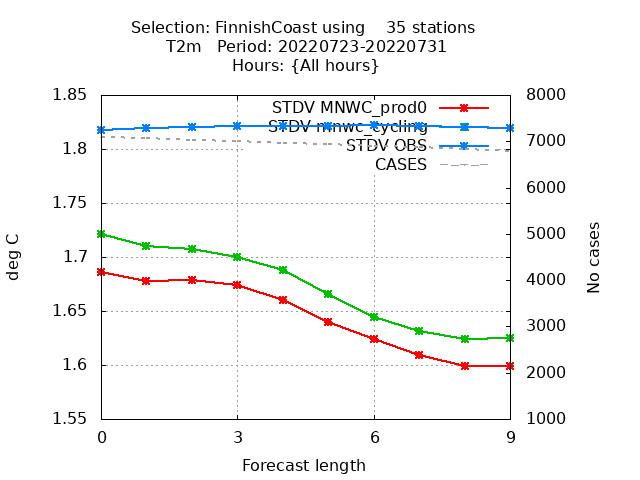 Selection: FinnishCoast using 35 stations
T2m Period: 20220723-20220731
Hours: {All hours}
1.85
1.8
1.75
1.7
1.65
1.6
1.55
8000
7000
6000
5000
4000
3000
2000
1000
STDV MNWC_prod0
STDV mnwc_cycling
STDV OBS
CASES
deg C
No cases
0 3 6 9
Forecast length